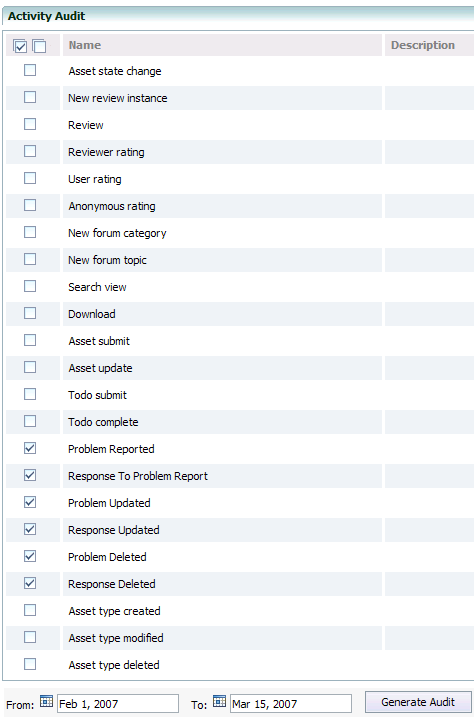 Activity Audit
Name Description
Asset state change
New review instance
Review
Reviewer rating
User rating
Anonymous rating
New forum category
New forum topic
Search view
Download
Asset submit
Asset update
Todo submit
Todo complete
Problem Reported
Response To Problem Report
Problem Updated
Response Updated
Problem Deleted
Response Deleted
Asset type created
Asset type modified
Asset type deleted
From: Feb 1, 2007 To: Mar 15, 2007 Generate Audit